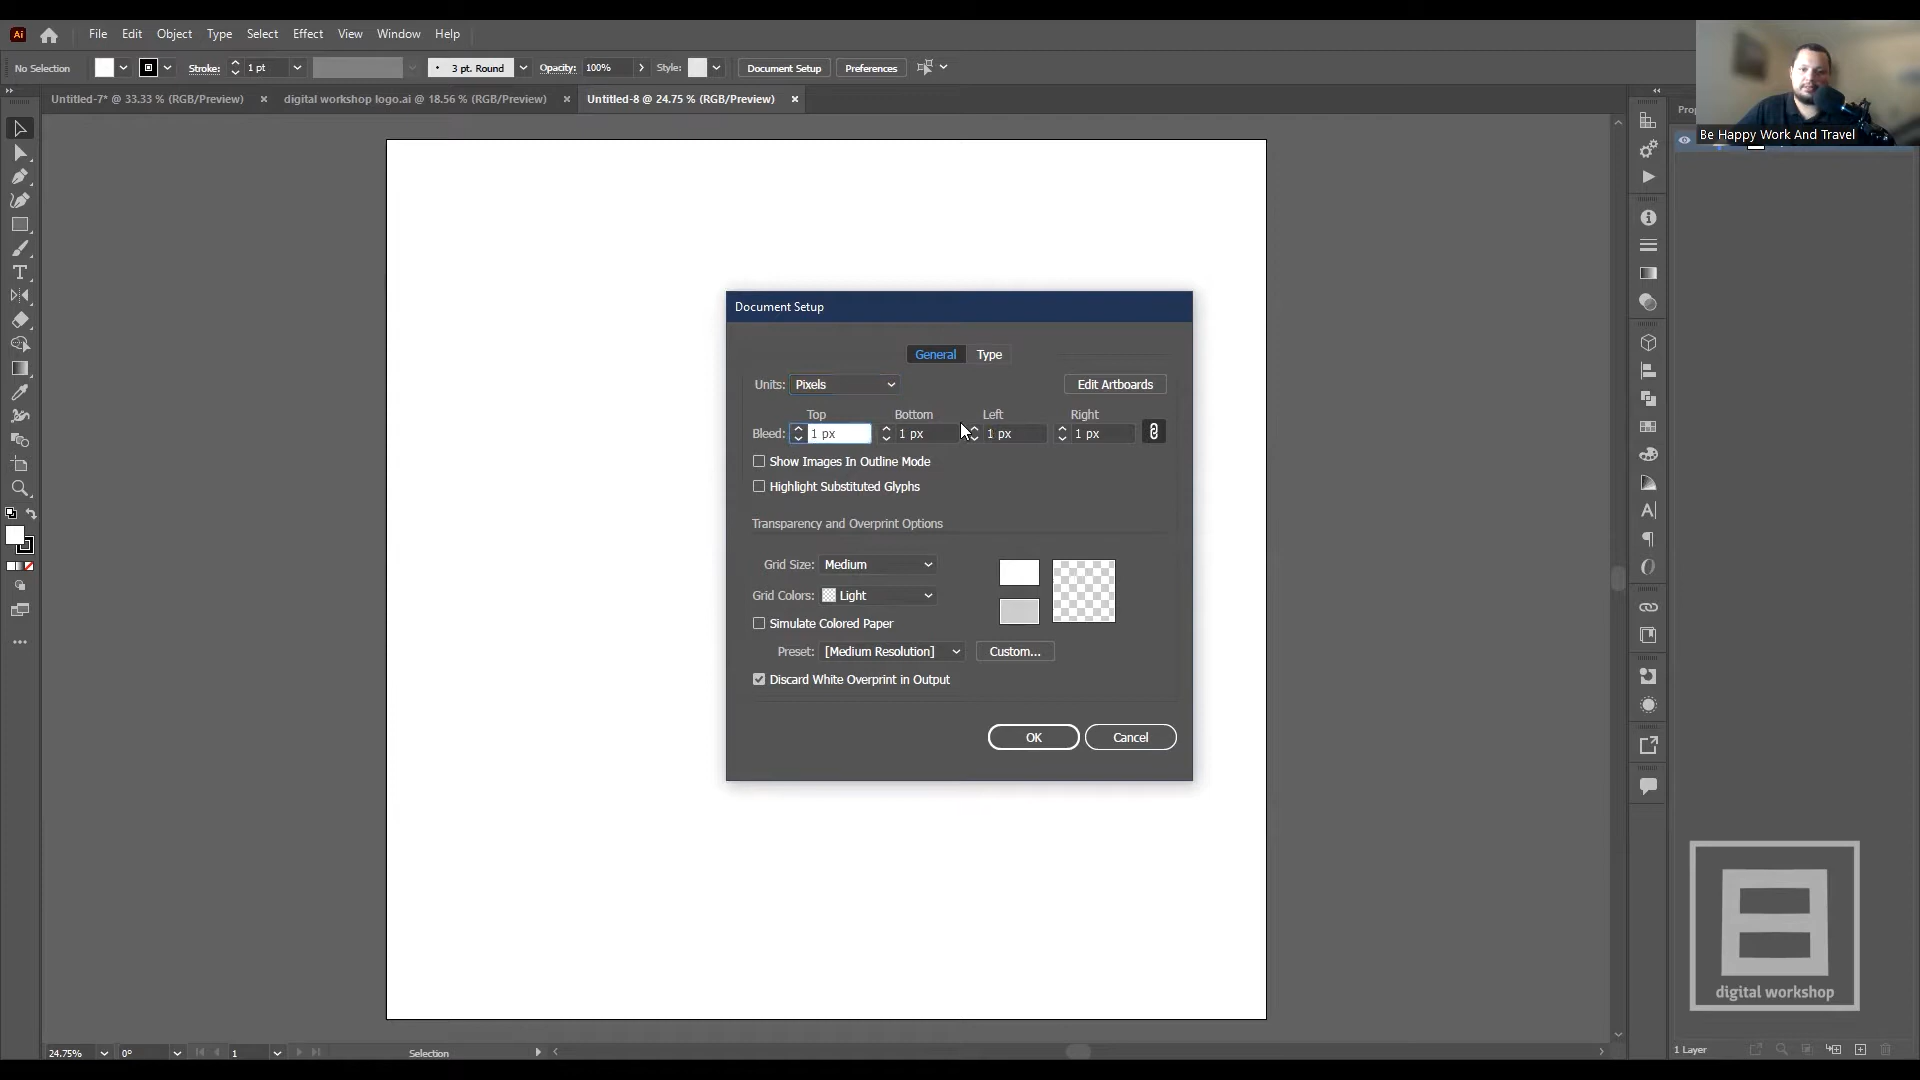 Ai File Edit Object Type Select Effect View Window Help
No Selection Stroke: 1 pt 3 pt. Round Opacity: 100% Style: Document Setup Preferences
Untitled-7* @ 33.33 % (RGB/Preview) × digital workshop logo.ai @ 18.56 % (RGB/Preview) × Untitled-8 @ 24.75 % (RGB/Preview) ×
Be Happy Work And Travel
Document Setup
General Type
Units: Pixels Edit Artboards
Top Bottom Left Right
Bleed: 1 px 1 px 1 px 1 px
Show Images In Outline Mode
Highlight Substituted Glyphs
Transparency and Overprint Options
Grid Size: Medium
Grid Colors: Light
Simulate Colored Paper
Preset: [Medium Resolution] Custom...
Discard White Overprint in Output
OK Cancel
digital workshop
24.75% 0° 1 Selection
1 Layer